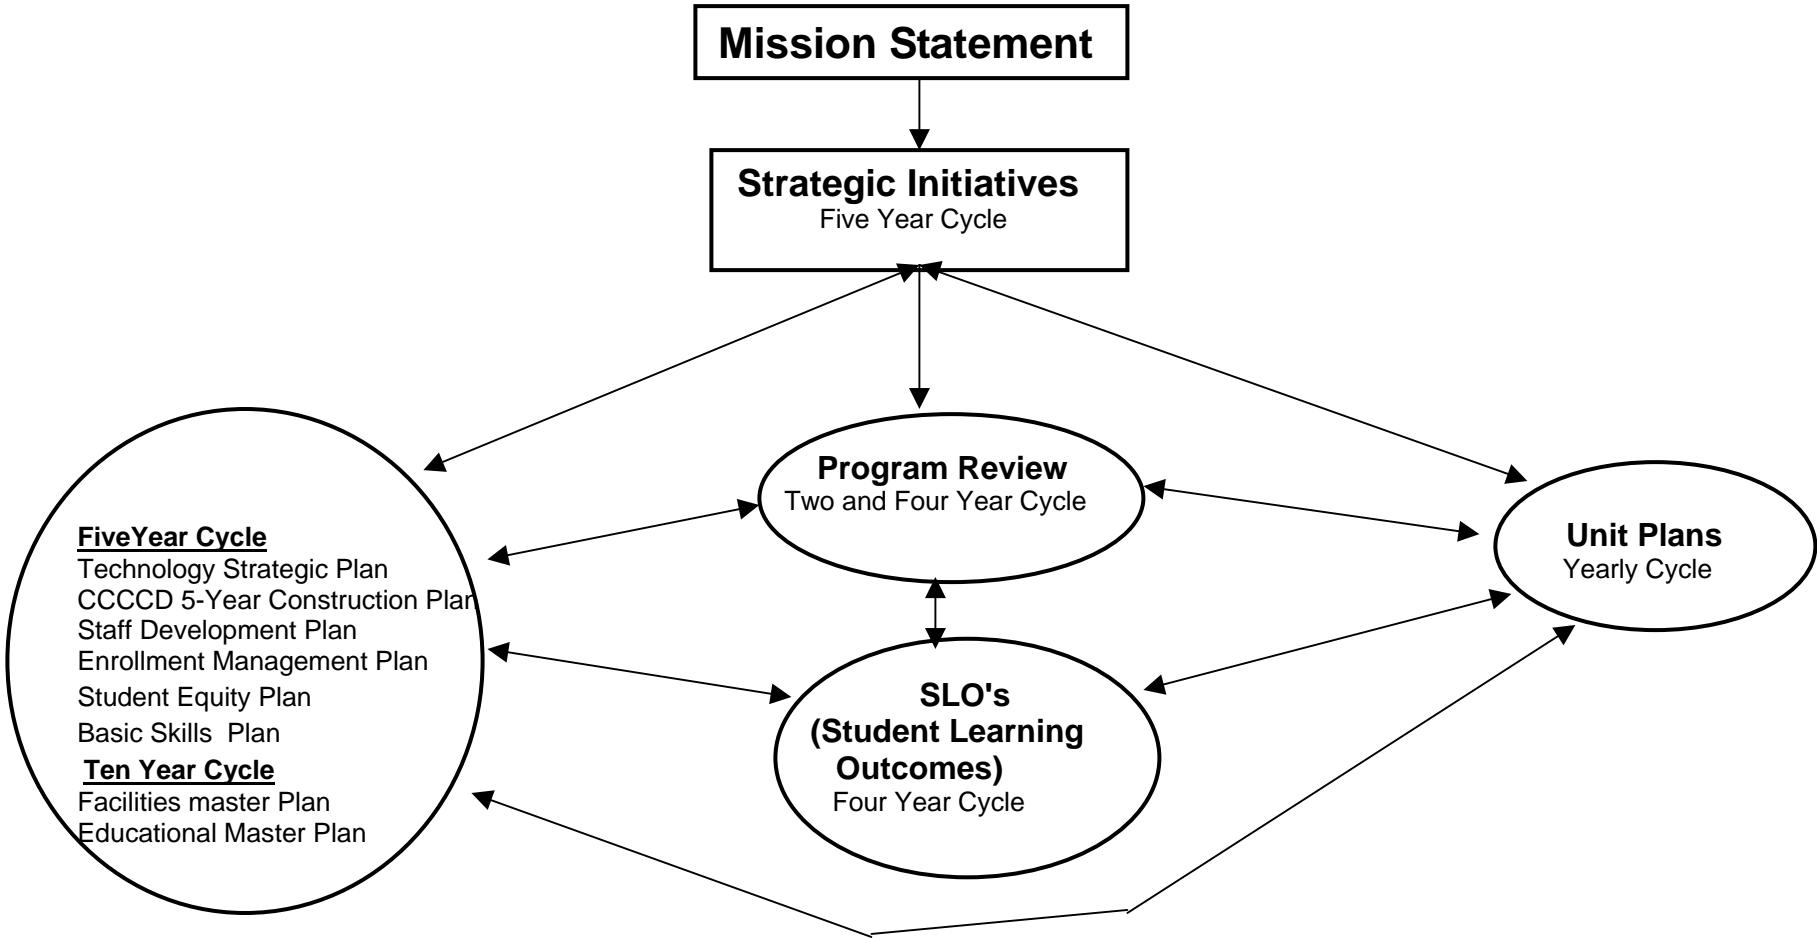 Mission Statement
Strategic Initiatives
Five Year Cycle
Program Review
Two and Four Year Cycle
Unit Plans
Yearly Cycle
FiveYear Cycle
Technology Strategic Plan
CCCCD 5-Year Construction Plan
Staff Development Plan
Enrollment Management Plan
Student Equity Plan
Basic Skills  Plan
Ten Year Cycle
Facilities master Plan
Educational Master Plan
SLO's
(Student Learning
Outcomes)
Four Year Cycle